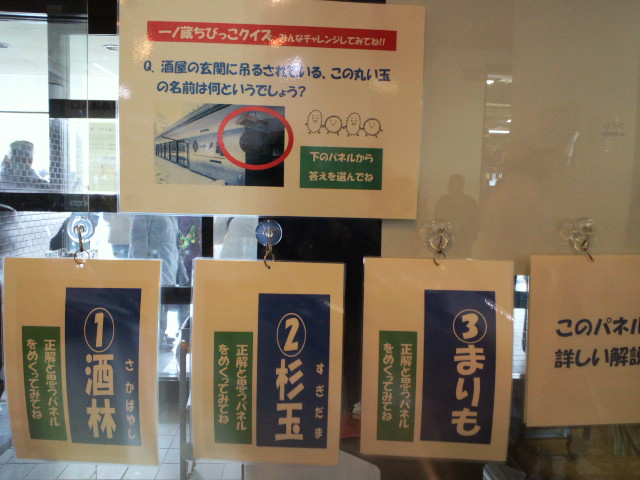 一ノ蔵ちびっこクイズ みんなチャレンジしてみてね!!
Q. 酒屋の玄関に吊るされている、この丸い玉
の名前は何というでしょう?
下のパネルから
答えを選んでね
①酒林
さかばやし
正解と思うパネル
をめくってみてね
②杉玉
すぎだま
正解と思うパネル
をめくってみてね
③まりも
正解と思うパネル
をめくってみてね
このパネル
詳しい解説